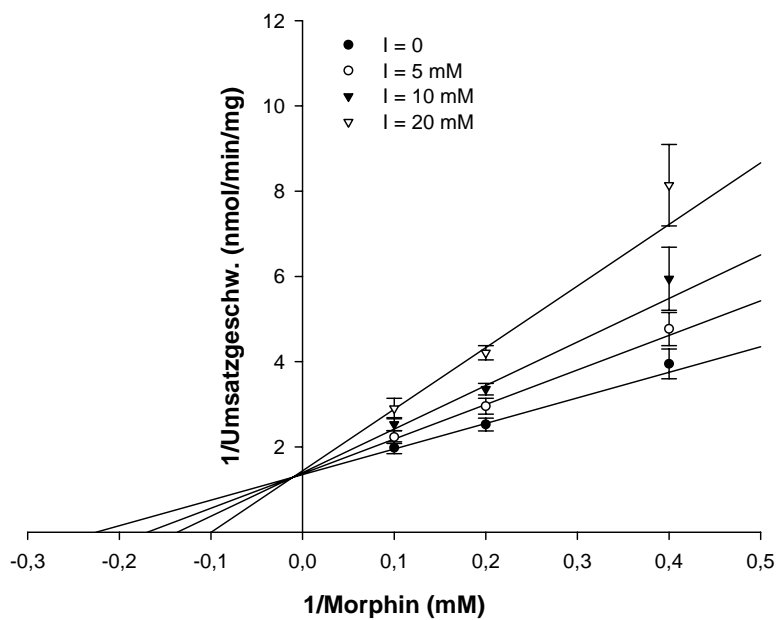 12
10
8
6
4
2
I = 0
I = 5 mM
I = 10 mM
I = 20 mM
1/Umsatzgeschw. (nmol/min/mg)
-0,3 -0,2 -0,1 0,0 0,1 0,2 0,3 0,4 0,5
1/Morphin (mM)